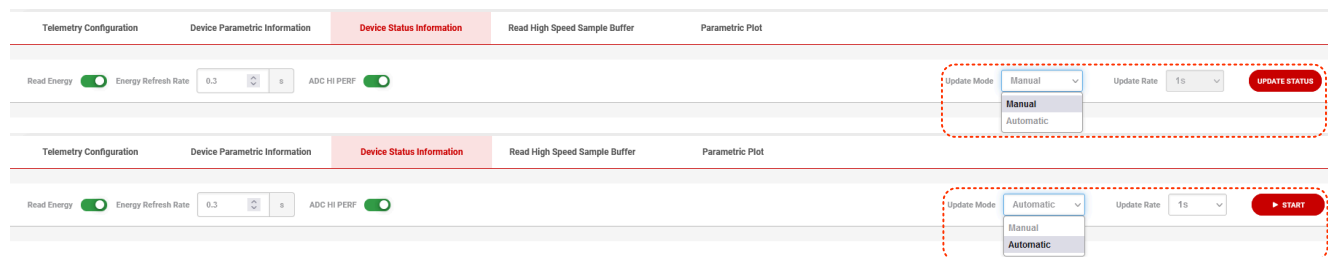 Telemetry Configuration Device Parametric Information Device Status Information Read High Speed Sample Buffer Parametric Plot
Read Energy Energy Refresh Rate 0.3 s ADC HI PERF Update Mode Manual Update Rate 1s UPDATE STATUS
Manual
Automatic
Telemetry Configuration Device Parametric Information Device Status Information Read High Speed Sample Buffer Parametric Plot
Read Energy Energy Refresh Rate 0.3 s ADC HI PERF Update Mode Automatic Update Rate 1s START
Manual
Automatic